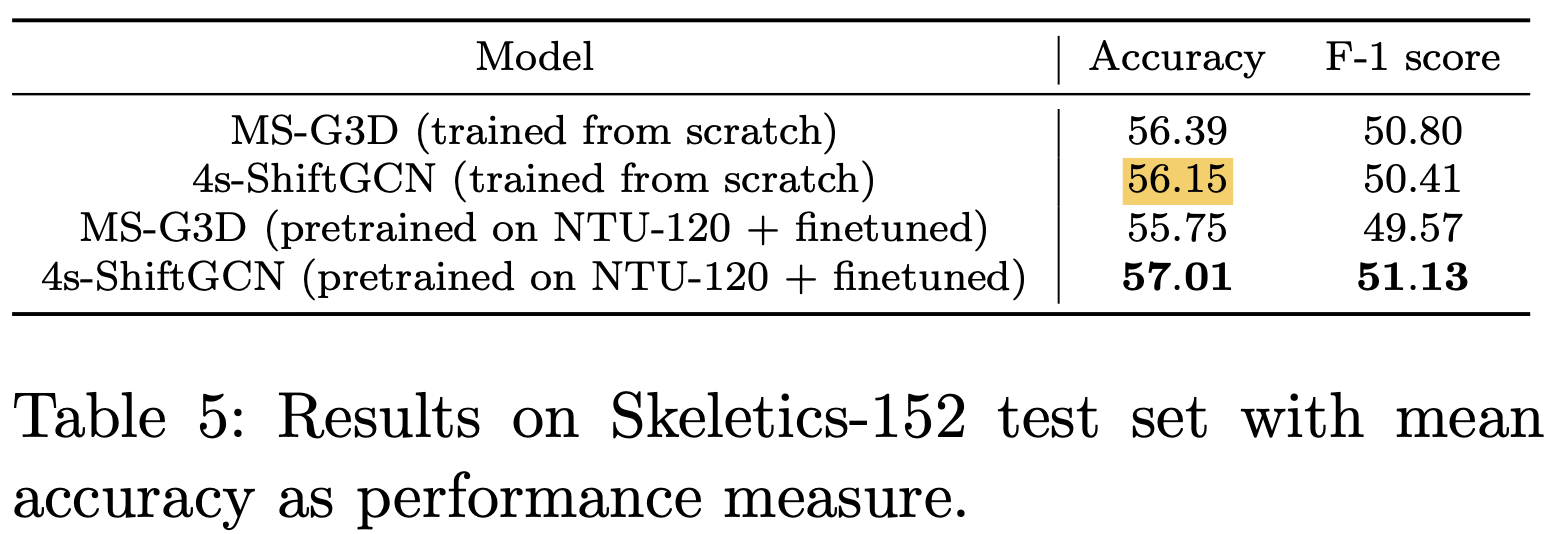 Model Accuracy F-1 score
MS-G3D (trained from scratch) 56.39 50.80
4s-ShiftGCN (trained from scratch) 56.15 50.41
MS-G3D (pretrained on NTU-120 + finetuned) 55.75 49.57
4s-ShiftGCN (pretrained on NTU-120 + finetuned) 57.01 51.13
Table 5: Results on Skeletics-152 test set with mean
accuracy as performance measure.